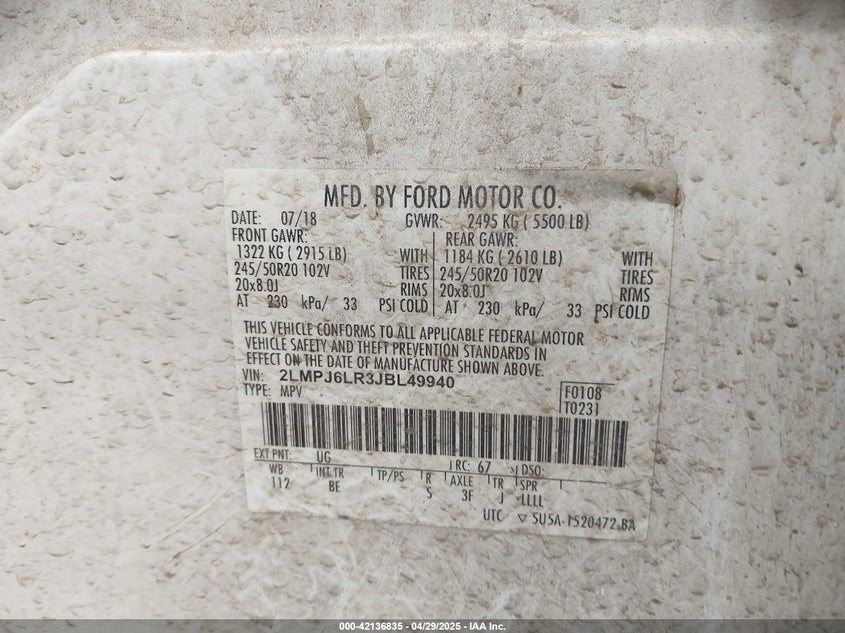 MFD. BY FORD MOTOR CO.
DATE: 07/18 GVWR: 2495 KG ( 5500 LB)
FRONT GAWR: REAR GAWR:
1322 KG ( 2915 LB) WITH 1184 KG ( 2610 LB) WITH
245/50R20 102V TIRES 245/50R20 102V TIRES
20x8.0J RIMS 20x8.0J RIMS
AT 230 kPa/ 33 PSI COLD AT 230 kPa/ 33 PSI COLD
THIS VEHICLE CONFORMS TO ALL APPLICABLE FEDERAL MOTOR
VEHICLE SAFETY AND THEFT PREVENTION STANDARDS IN
EFFECT ON THE DATE OF MANUFACTURE SHOWN ABOVE.
VIN: 2LMPJ6LR3JBL49940
TYPE: MPV
F0108
T0231
EXT PNT: UG RC: 67 DSO:
WB INT TR TP/PS R AXLE TR SPR
112 BE S 3F J LLLL
UTC ▽ 5U5A-1520472-BA
000-42136835 - 04/29/2025 - IAA Inc.